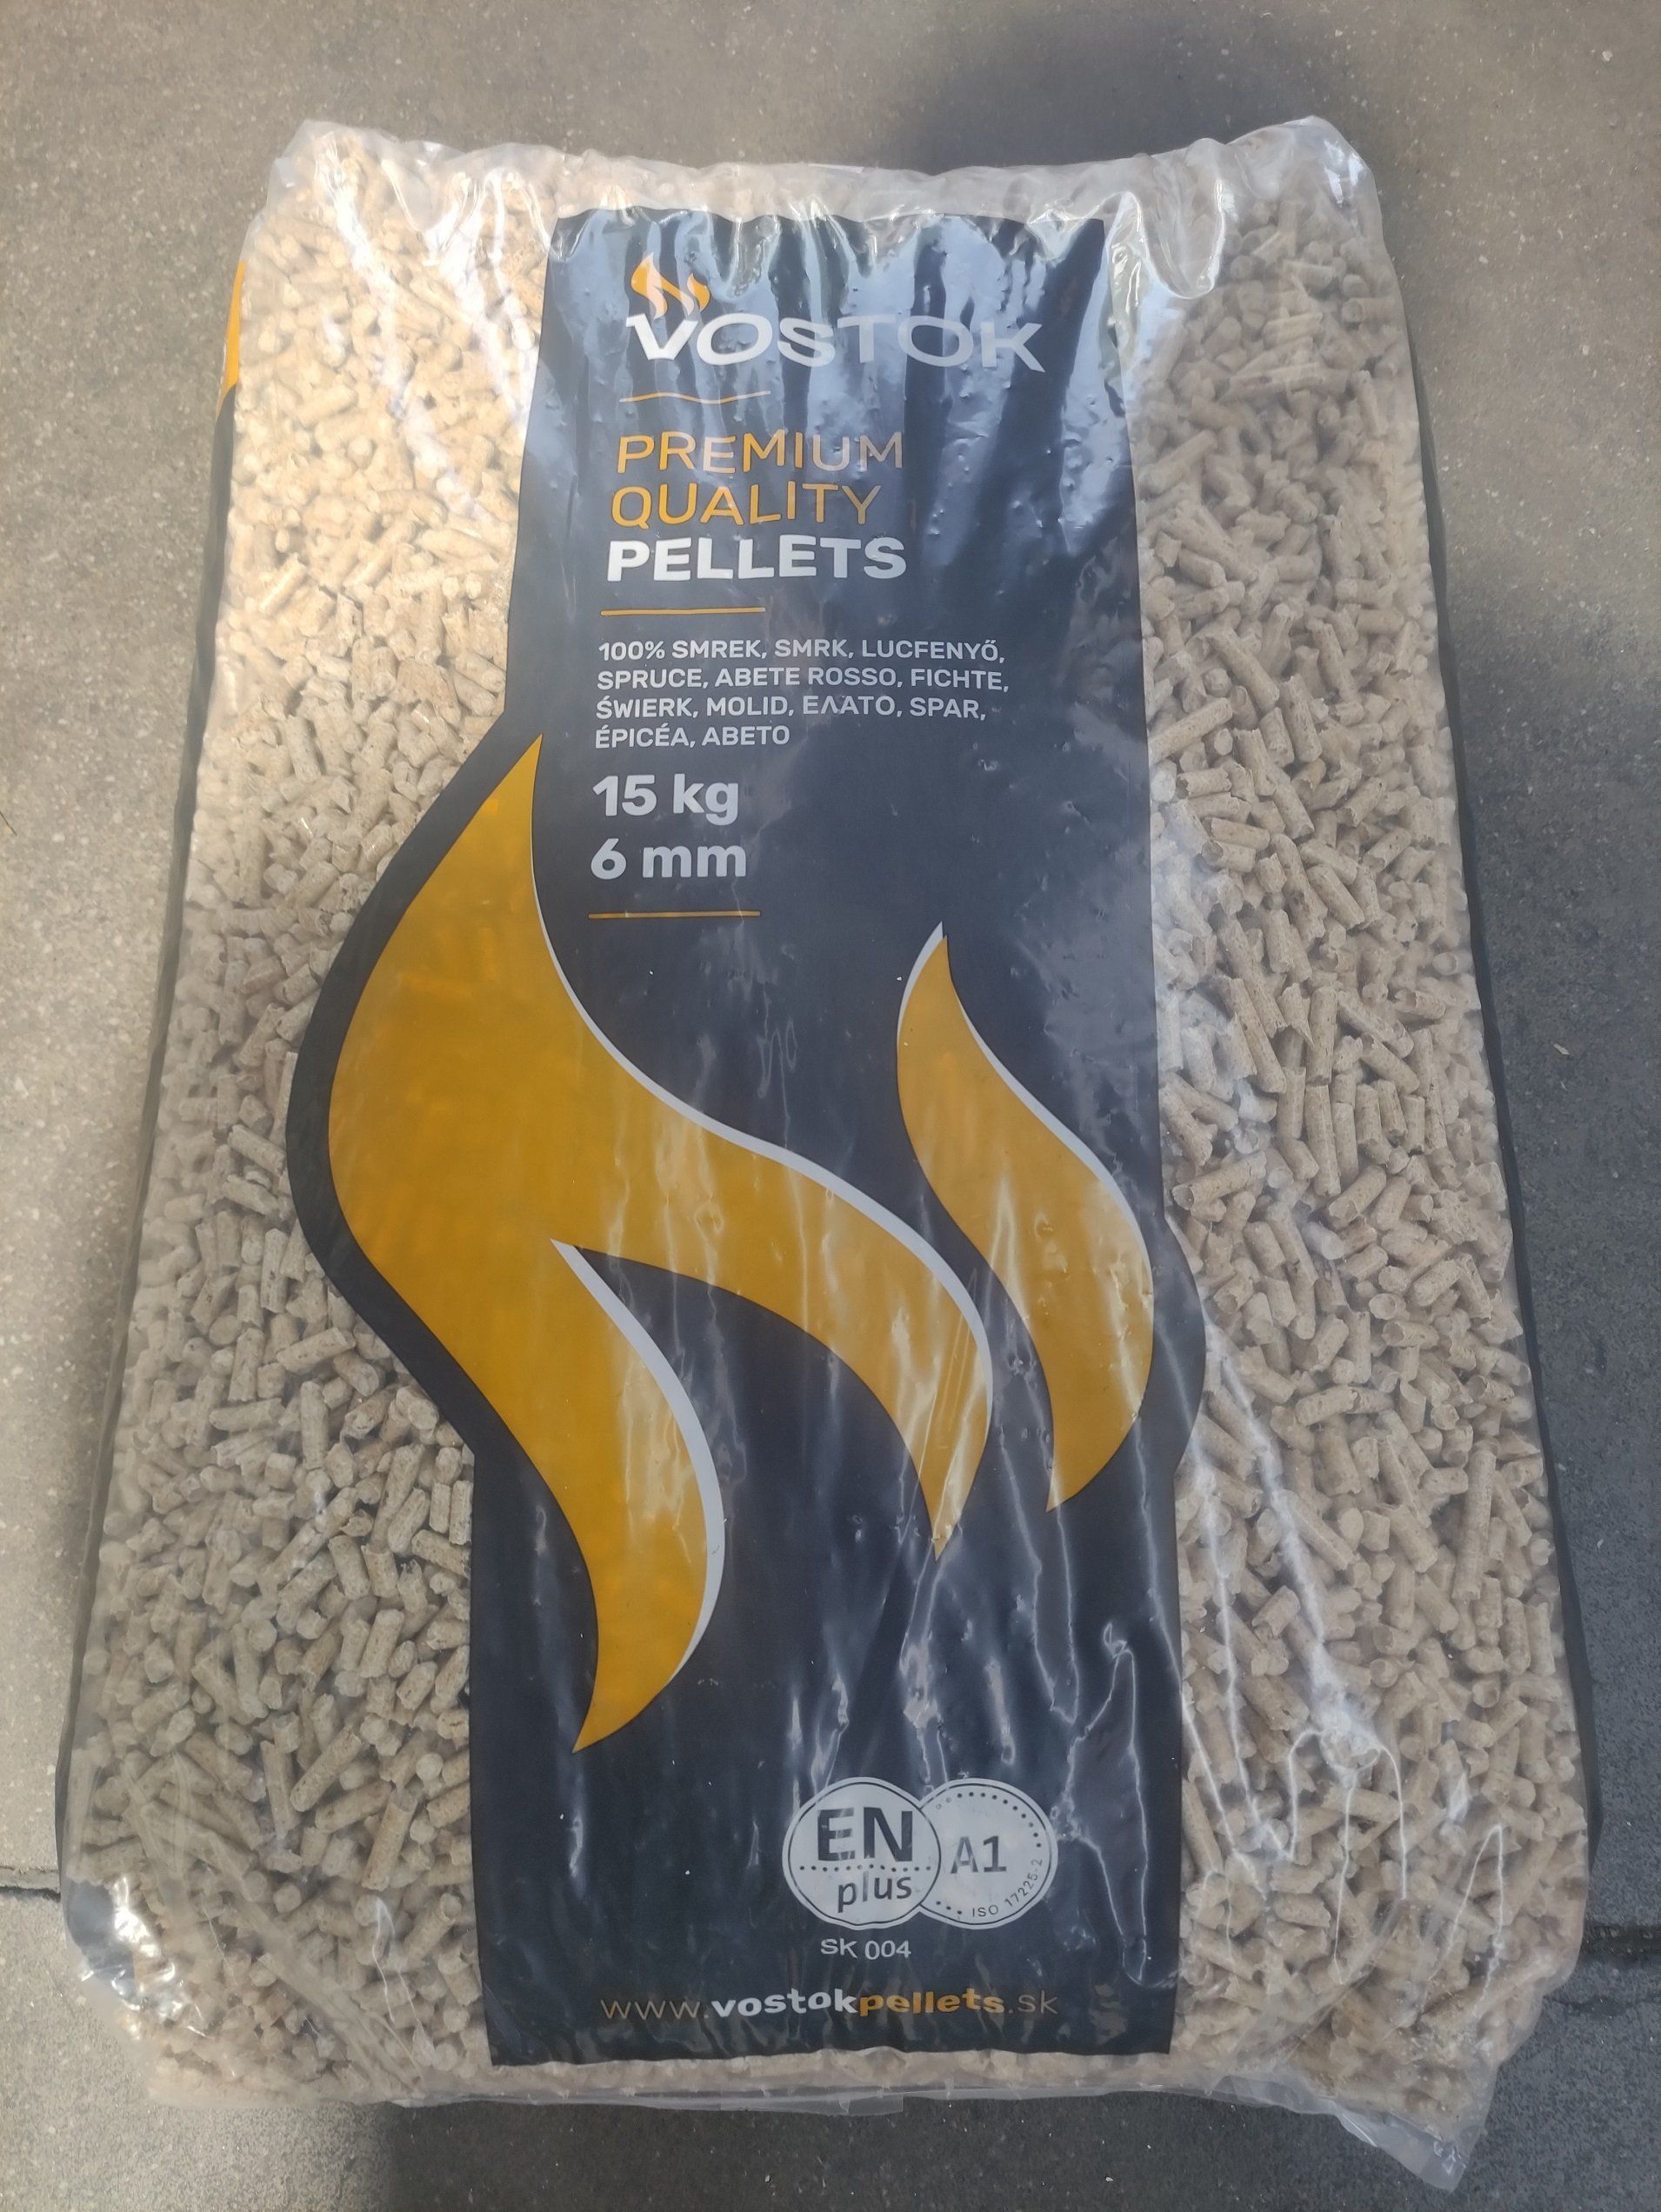 VOSTOK
PREMIUM
QUALITY
PELLETS
100% SMREK, SMRK, LUCFENYŐ,
SPRUCE, ABETE ROSSO, FICHTE,
ŚWIERK, MOLID, ΕΛΑΤΟ, SPAR,
ÉPICÉA, ABETO
15 kg
6 mm
EN
plus
A1
ISO 17225-2
SK 004
www.vostokpellets.sk